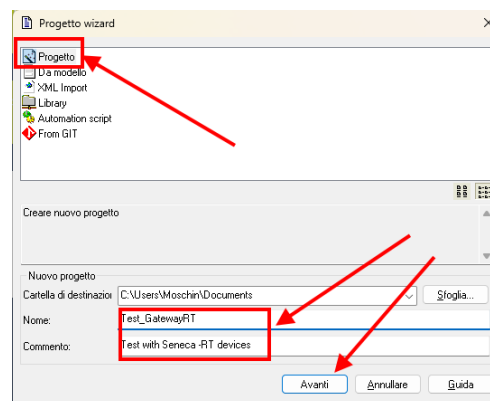 Progetto wizard
Progetto
Da modello
XML Import
Library
Automation script
From GIT
Creare nuovo progetto
Nuovo progetto
Cartella di destinazioi C:\Users\Moschin\Documents Sfoglia...
Nome: Test_GatewayRT
Commento: Test with Seneca -RT devices
Avanti Annullare Guida